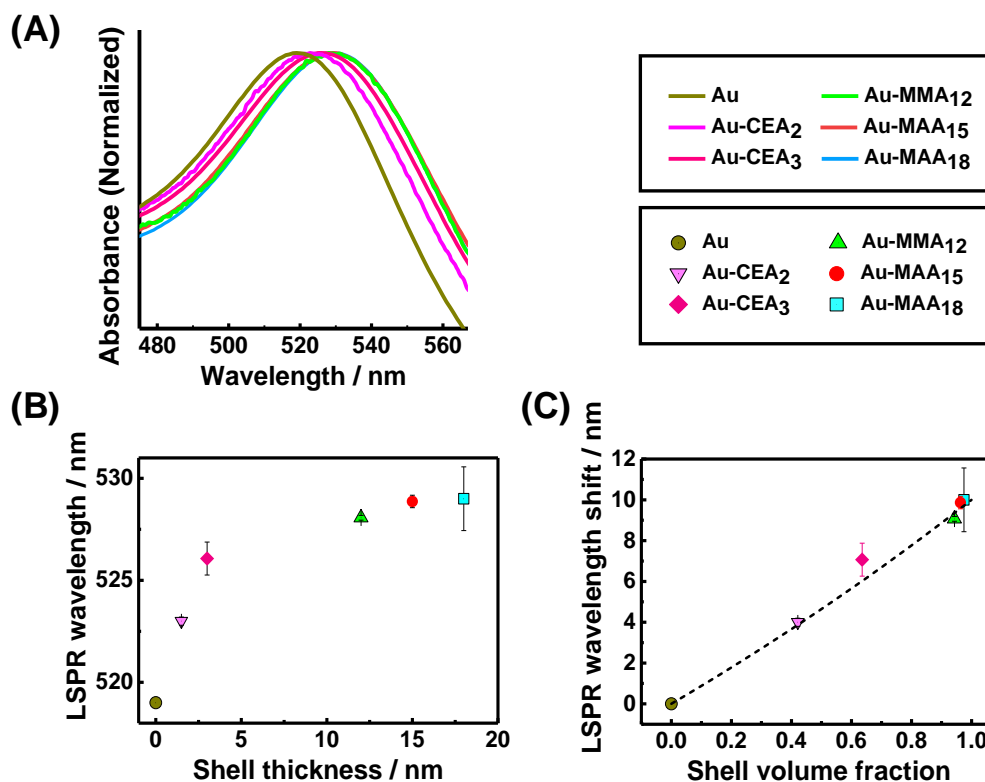 (A)
Absorbance (Normalized)
480 500 520 540 560
Wavelength / nm
Au
Au-CEA2
Au-CEA3
Au-MMA12
Au-MAA15
Au-MAA18
Au
Au-CEA2
Au-CEA3
Au-MMA12
Au-MAA15
Au-MAA18
(B)
LSPR wavelength / nm
530
525
520
0 5 10 15 20
Shell thickness / nm
(C)
LSPR wavelength shift / nm
12
10
8
6
4
2
0
0.0 0.2 0.4 0.6 0.8 1.0
Shell volume fraction